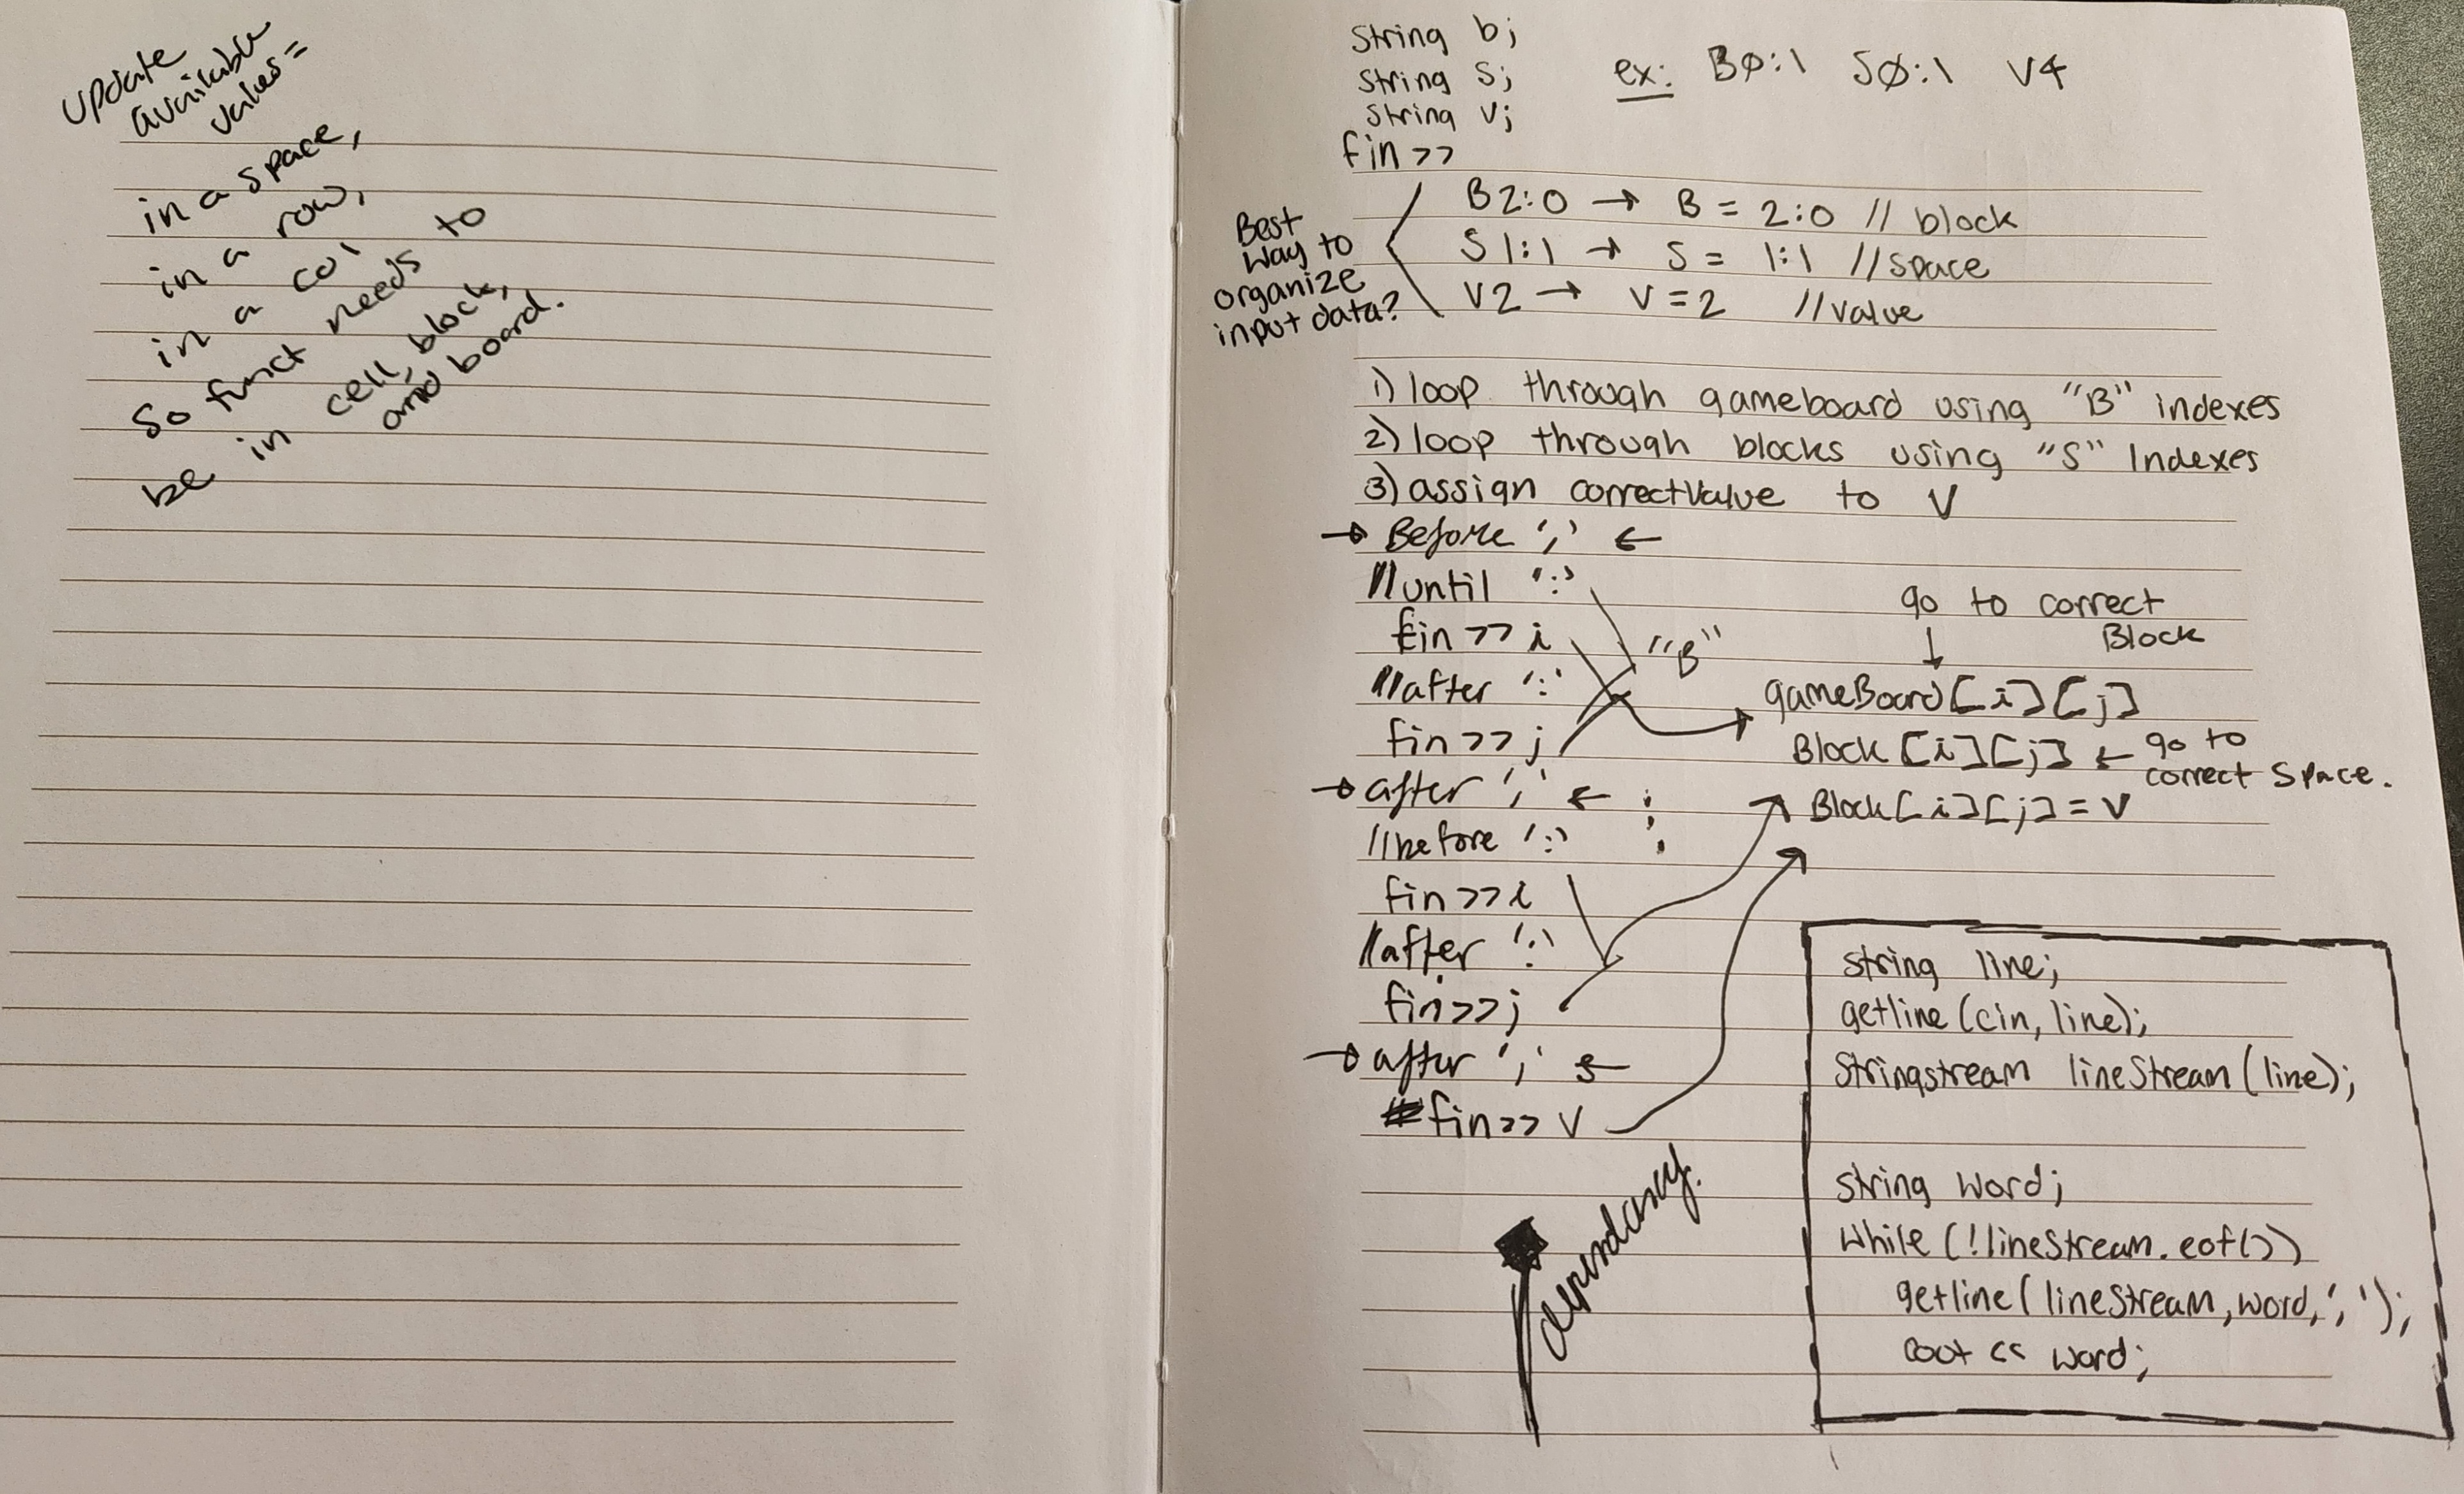 update
available
values =
in a space,
in a row,
in a col
So funct needs to
be in cell, block,
and board.
String b;
String S;
String V;
fin >>
ex: BØ:1 SØ:1 V4
Best
way to
organize
input data?
B2:0 → B = 2:0 // block
S1:1 → S = 1:1 // space
V2 → V = 2 // value
1) loop through gameboard using "B" indexes
2) loop through blocks using "S" Indexes
3) assign correctValue to V
→ Before ',' ←
// until ':'
fin >> i
// after ':'
fin >> j
"B"
go to correct
Block
↓
gameBoard[i][j]
Block[i][j] ← go to
correct space.
Block[i][j] = V
→ after ',' ←
// before ':'
fin >> i
// after ':'
fin >> j
→ after ',' ←
fin >> V
dependancy.
string line;
getline (cin, line);
Stringstream lineStream (line);
string word;
while (!lineStream.eof())
getline (lineStream, word, ',');
cout << word;